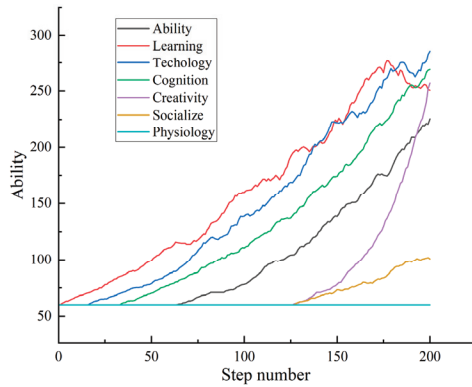 Ability
Learning
Techology
Cognition
Creativity
Socialize
Physiology
300
250
200
150
100
50
0
50
100
150
200
Ability
Step number